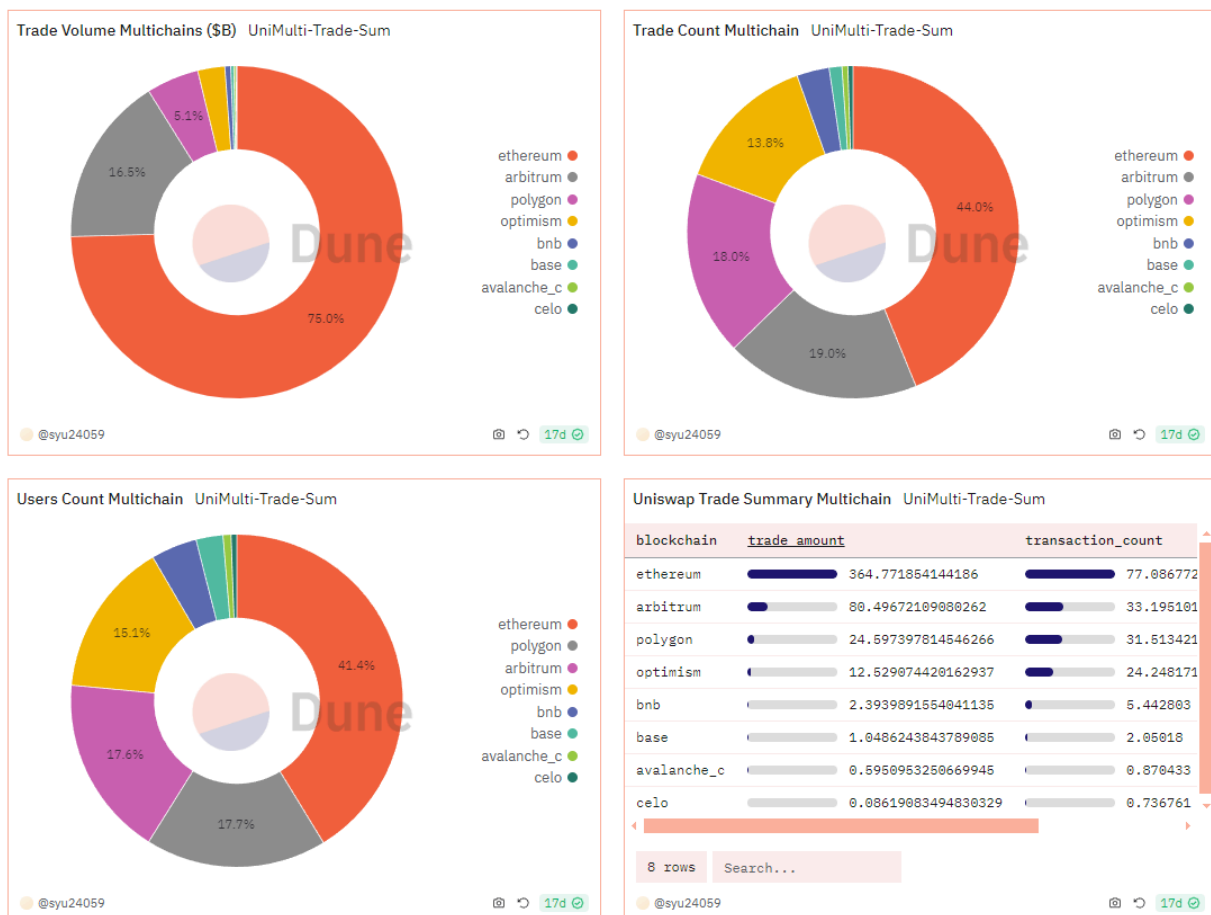 Trade Volume Multichains ($B) UniMulti-Trade-Sum
5.1%
16.5%
75.0%
Dune
ethereum
arbitrum
polygon
optimism
bnb
base
avalanche_c
celo
@syu24059
17d
Trade Count Multichain UniMulti-Trade-Sum
13.8%
44.0%
18.0%
19.0%
Dune
ethereum
arbitrum
polygon
optimism
bnb
base
avalanche_c
celo
@syu24059
17d
Users Count Multichain UniMulti-Trade-Sum
15.1%
41.4%
17.6%
17.7%
Dune
ethereum
polygon
arbitrum
optimism
bnb
base
avalanche_c
celo
@syu24059
17d
Uniswap Trade Summary Multichain UniMulti-Trade-Sum
blockchain trade_amount transaction_count
ethereum 364.771854144186 77.086772
arbitrum 80.49672109080262 33.195101
polygon 24.597397814546266 31.513421
optimism 12.529074420162937 24.248171
bnb 2.3939891554041135 5.442803
base 1.0486243843789085 2.05018
avalanche_c 0.5950953250669945 0.870433
celo 0.08619083494830329 0.736761
8 rows Search...
@syu24059
17d